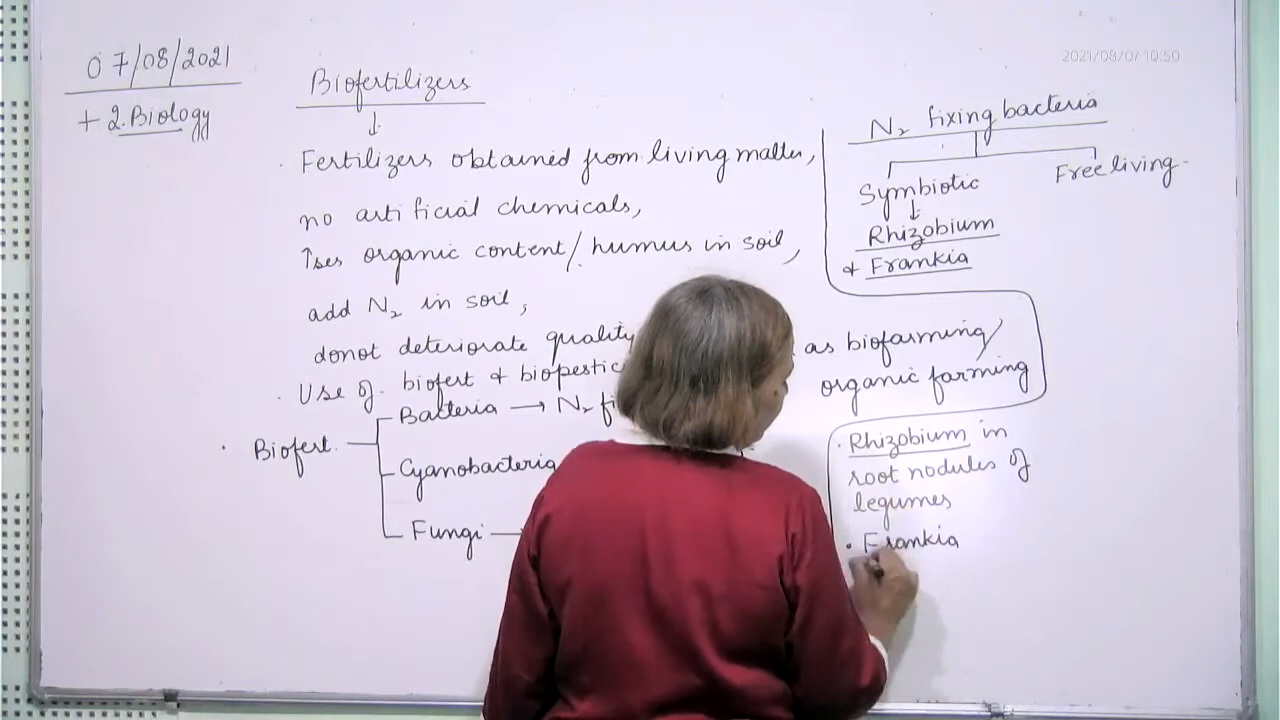 07/08/2021
+2 Biology
2021/08/07 10:50
Biofertilizers
↓
· Fertilizers obtained from living matter,
no artificial chemicals,
↑ses organic content/humus in soil,
add N₂ in soil,
donot deteriorate quality
· Use of biofert & as biofarming/
organic farming
· Biofert.
Bacteria → N₂
Cyanobacteria
Fungi —
N₂ fixing bacteria
Symbiotic Free living
↓
Rhizobium
& Frankia
· Rhizobium in
root nodules of
legumes
· Frankia